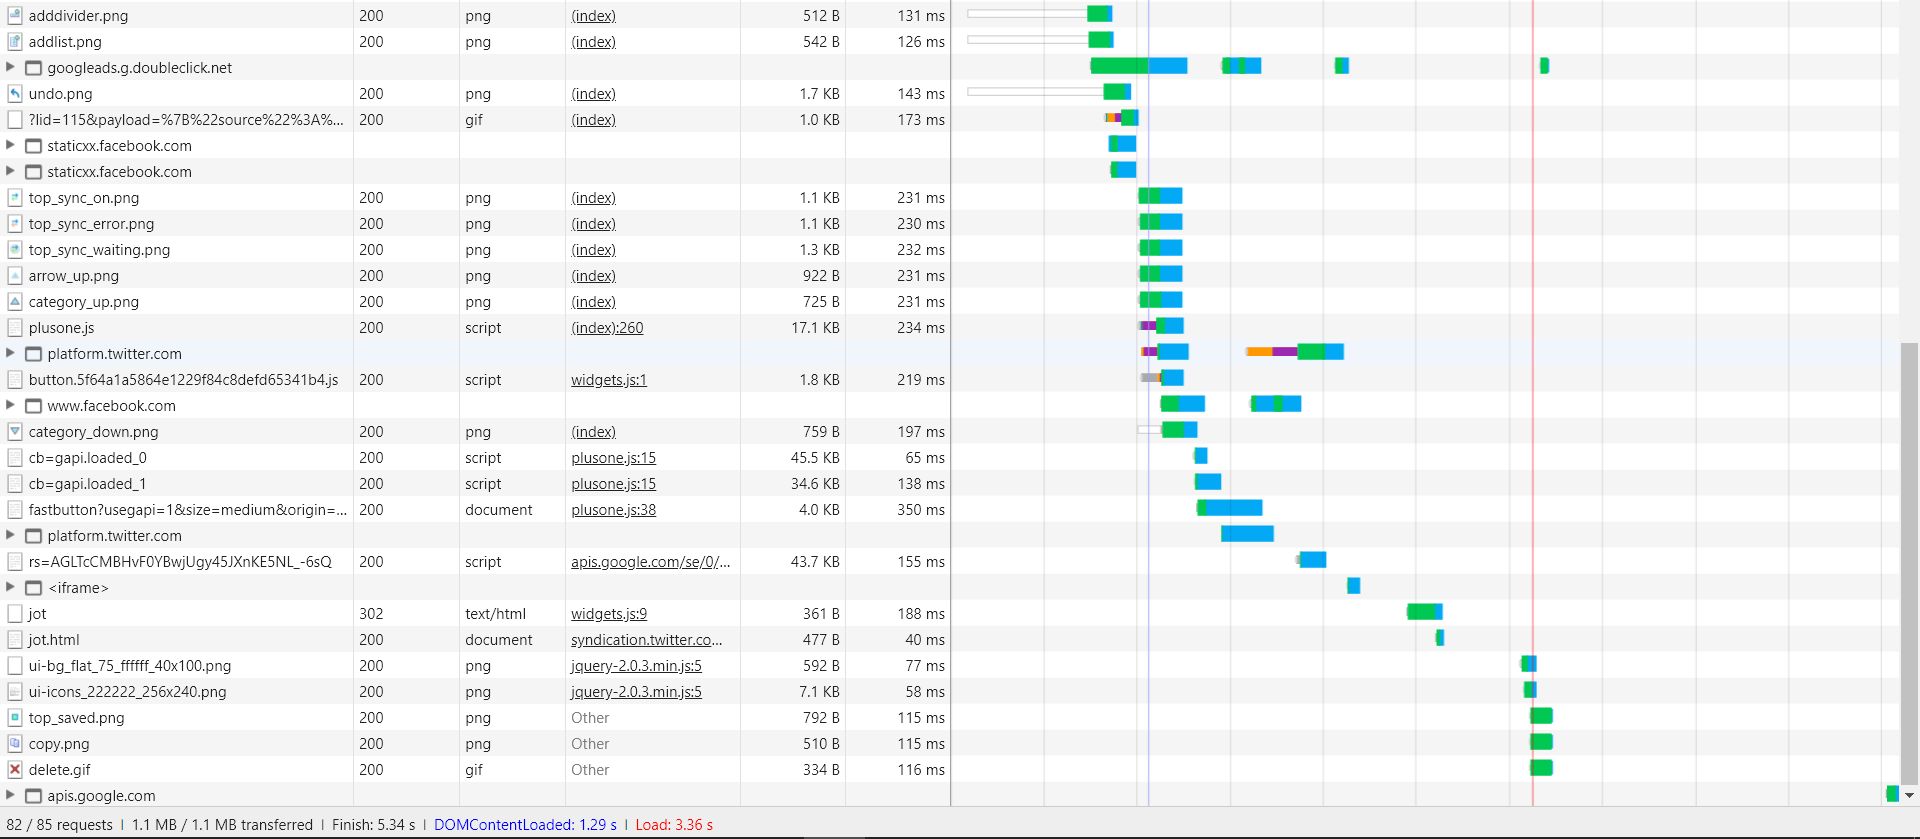 adddivider.png 200 png (index) 512 B 131 ms
addlist.png 200 png (index) 542 B 126 ms
googleads.g.doubleclick.net
undo.png 200 png (index) 1.7 KB 143 ms
?lid=115&payload=%7B%22source%22%3A%... 200 gif (index) 1.0 KB 173 ms
staticxx.facebook.com
staticxx.facebook.com
top_sync_on.png 200 png (index) 1.1 KB 231 ms
top_sync_error.png 200 png (index) 1.1 KB 230 ms
top_sync_waiting.png 200 png (index) 1.3 KB 232 ms
arrow_up.png 200 png (index) 922 B 231 ms
category_up.png 200 png (index) 725 B 231 ms
plusone.js 200 script (index):260 17.1 KB 234 ms
platform.twitter.com
button.5f64a1a5864e1229f84c8defd65341b4.js 200 script widgets.js:1 1.8 KB 219 ms
www.facebook.com
category_down.png 200 png (index) 759 B 197 ms
cb=gapi.loaded_0 200 script plusone.js:15 45.5 KB 65 ms
cb=gapi.loaded_1 200 script plusone.js:15 34.6 KB 138 ms
fastbutton?usegapi=1&size=medium&origin=... 200 document plusone.js:38 4.0 KB 350 ms
platform.twitter.com
rs=AGLTcCMBHvF0YBwjUgy45JXnKE5NL_-6sQ 200 script apis.google.com/se/0/... 43.7 KB 155 ms
<iframe>
jot 302 text/html widgets.js:9 361 B 188 ms
jot.html 200 document syndication.twitter.co... 477 B 40 ms
ui-bg_flat_75_ffffff_40x100.png 200 png jquery-2.0.3.min.js:5 592 B 77 ms
ui-icons_222222_256x240.png 200 png jquery-2.0.3.min.js:5 7.1 KB 58 ms
top_saved.png 200 png Other 792 B 115 ms
copy.png 200 png Other 510 B 115 ms
delete.gif 200 gif Other 334 B 116 ms
apis.google.com
82 / 85 requests | 1.1 MB / 1.1 MB transferred | Finish: 5.34 s | DOMContentLoaded: 1.29 s | Load: 3.36 s